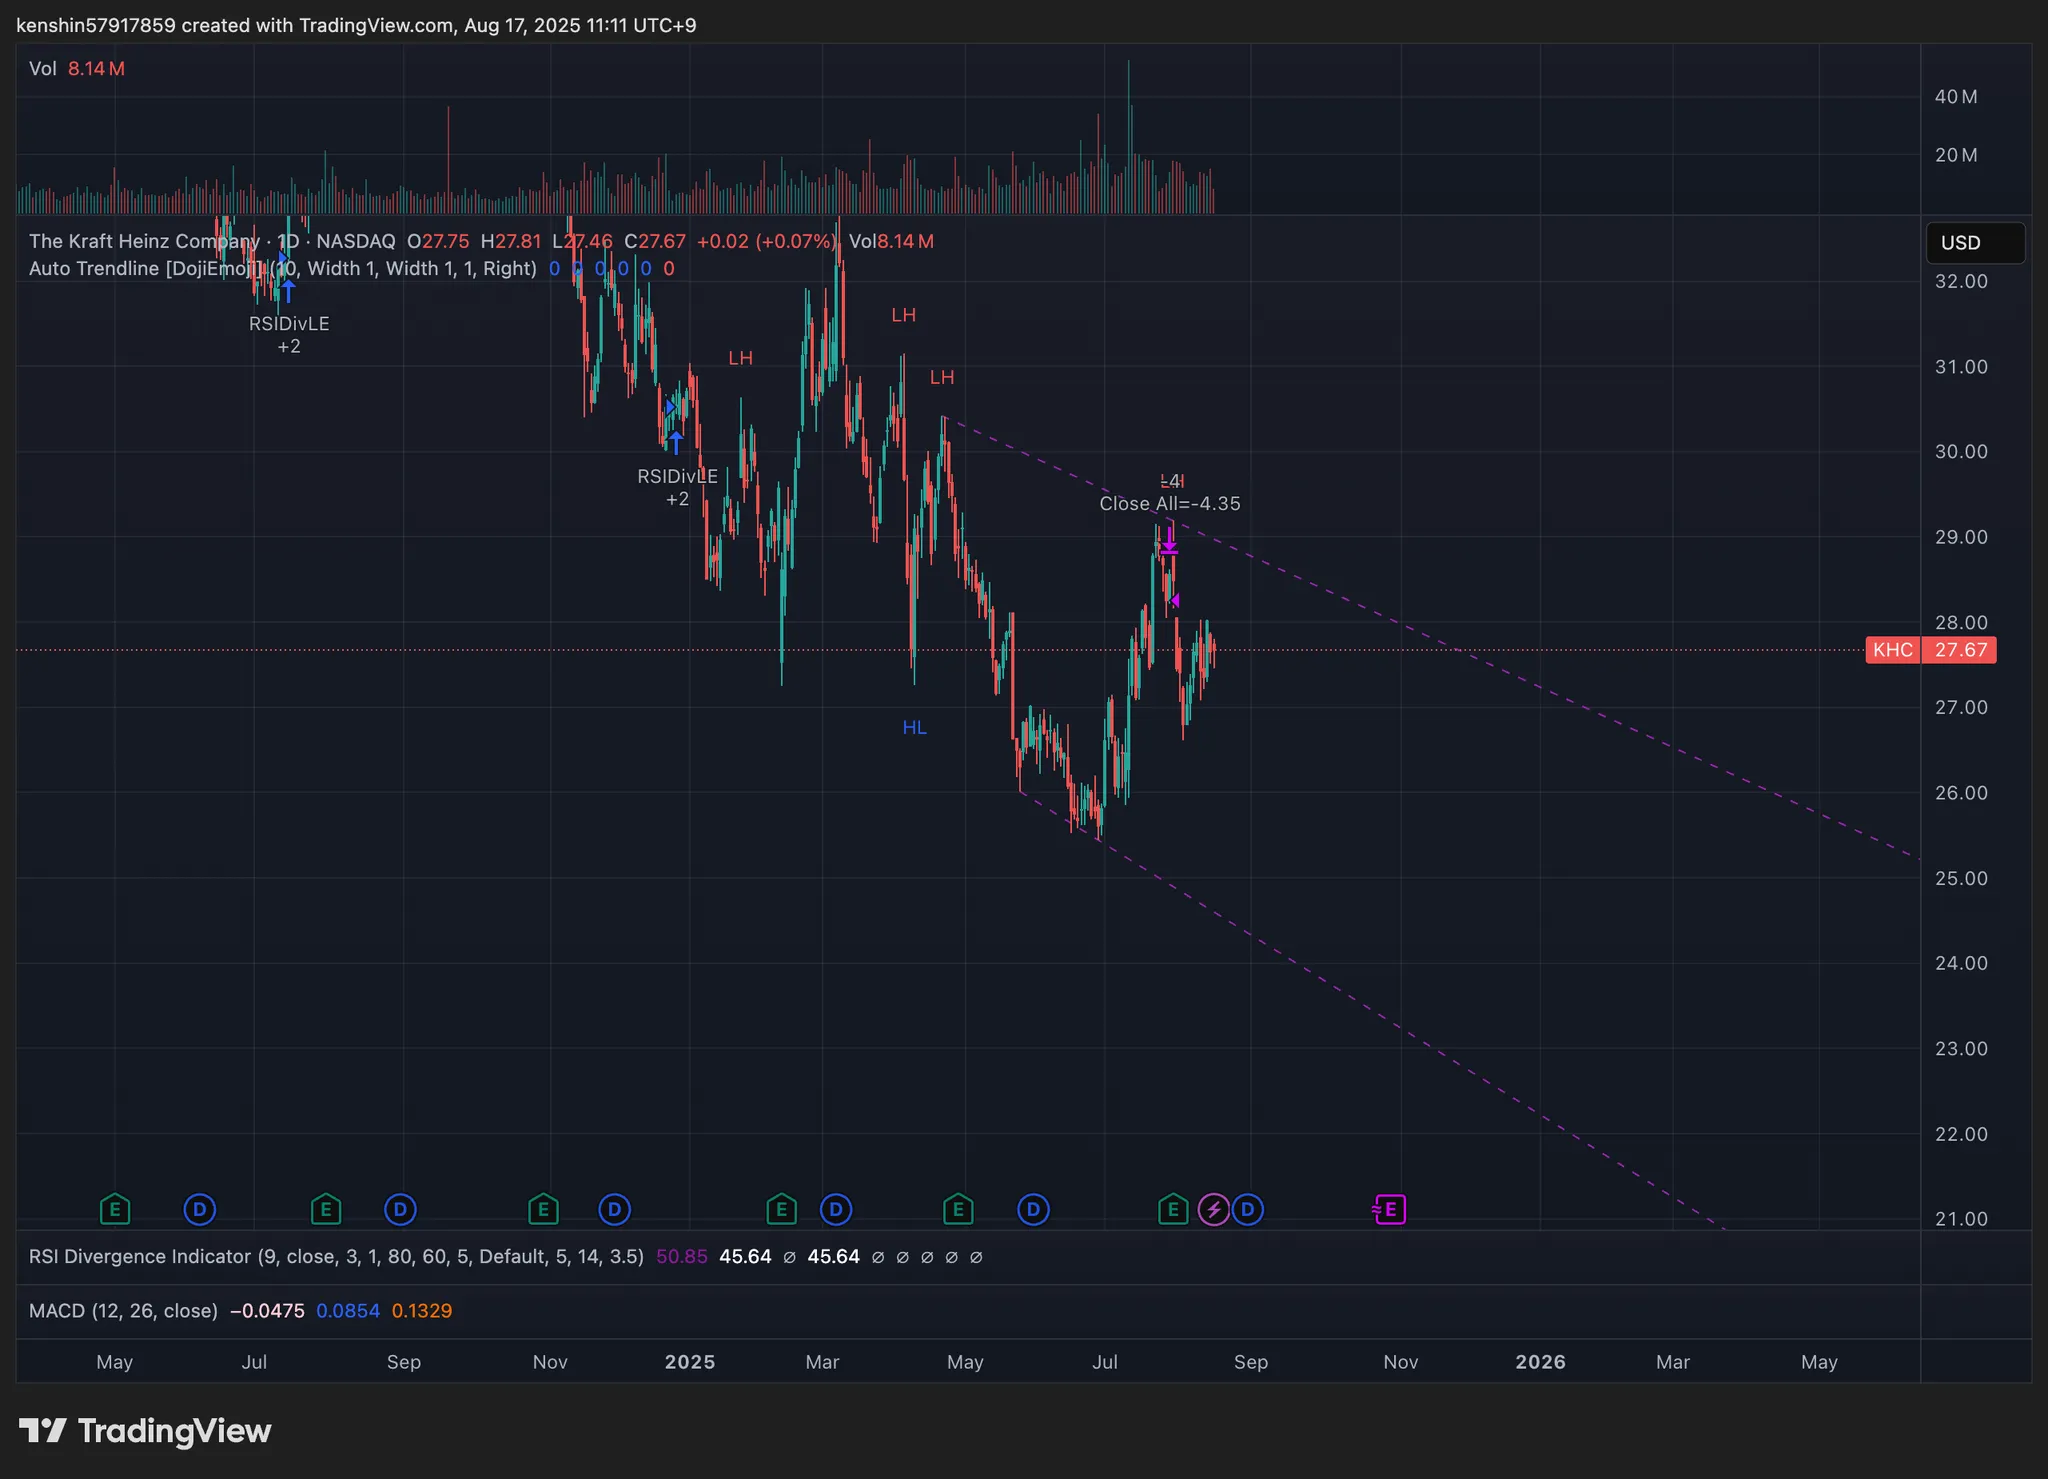 kenshin57917859 created with TradingView.com, Aug 17, 2025 11:11 UTC+9
Vol 8.14 M
40 M
20 M
The Kraft Heinz Company · 1D · NASDAQ O27.75 H27.81 L27.46 C27.67 +0.02 (+0.07%) Vol8.14 M
USD
Auto Trendline [DojiEmoji] (10, Width 1, Width 1, 1, Right) 0 0 0 0 0 0
32.00
LH
RSIDivLE
+2
LH
31.00
LH
30.00
RSIDivLE
+2
LH
-4
Close All=-4.35
29.00
28.00
KHC 27.67
27.00
HL
26.00
25.00
24.00
23.00
22.00
E D E D E D E D E D E D ≈E
21.00
RSI Divergence Indicator (9, close, 3, 1, 80, 60, 5, Default, 5, 14, 3.5) 50.85 45.64 ∅ 45.64 ∅ ∅ ∅ ∅ ∅
MACD (12, 26, close) −0.0475 0.0854 0.1329
May Jul Sep Nov 2025 Mar May Jul Sep Nov 2026 Mar May
TradingView